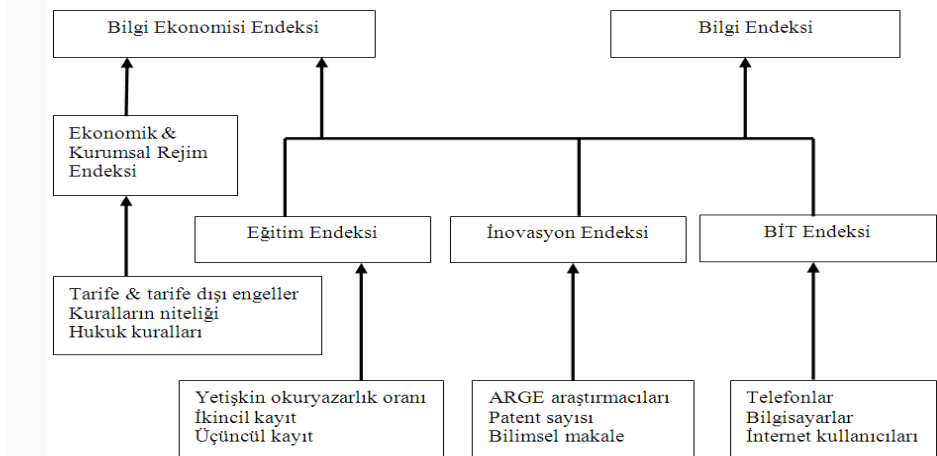 Bilgi Ekonomisi Endeksi
Bilgi Endeksi
Ekonomik &
Kurumsal Rejim
Endeksi
Eğitim Endeksi
İnovasyon Endeksi
BİT Endeksi
Tarife & tarife dışı engeller
Kuralların niteliği
Hukuk kuralları
Yetişkin okuryazarlık oranı
İkincil kayıt
Üçüncül kayıt
ARGE araştırmacıları
Patent sayısı
Bilimsel makale
Telefonlar
Bilgisayarlar
İnternet kullanıcıları